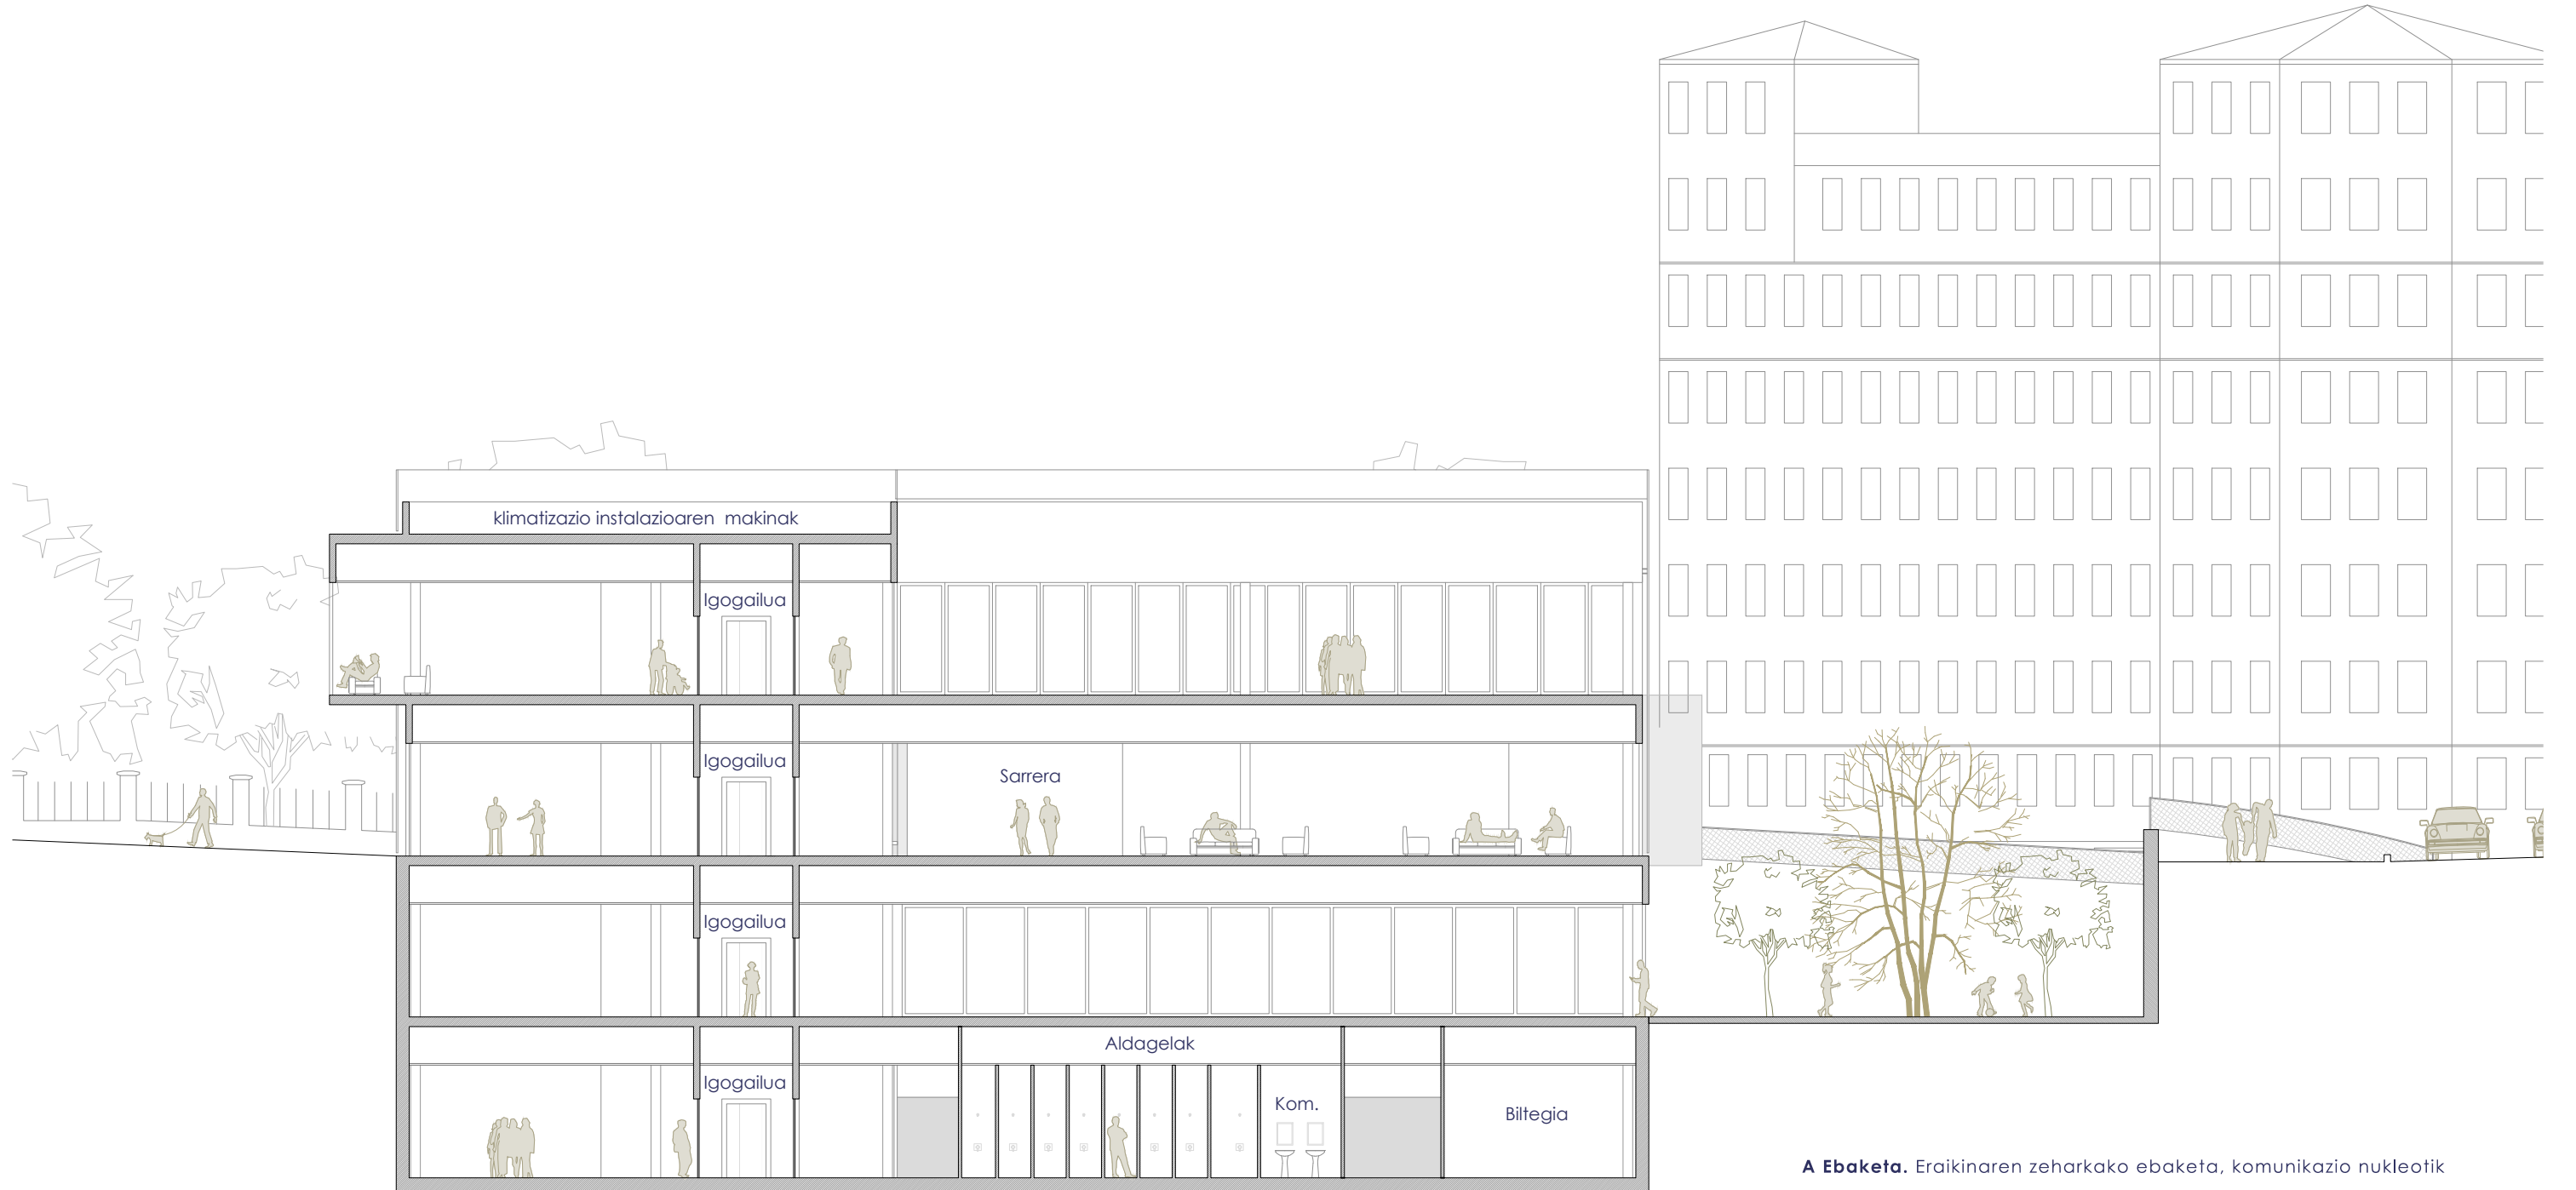 klimatizazio instalazioaren makinak
Igogailua
Igogailua
Sarrera
Igogailua
Aldagelak
Igogailua
Kom.
Biltegia
A Ebaketa. Eraikinaren zeharkako ebaketa, komunikazio nukleotik